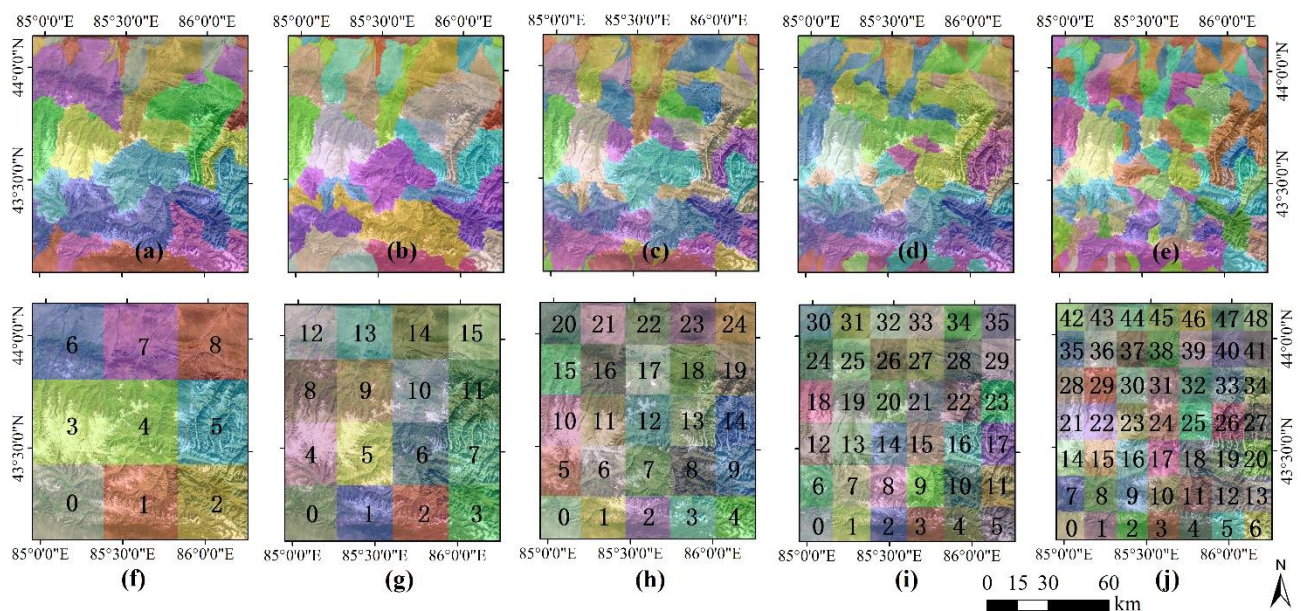 85°0'0"E 85°30'0"E 86°0'0"E 85°0'0"E 85°30'0"E 86°0'0"E 85°0'0"E 85°30'0"E 86°0'0"E 85°0'0"E 85°30'0"E 86°0'0"E 85°0'0"E 85°30'0"E 86°0'0"E
44°0'0"N 44°0'0"N
43°30'0"N 43°30'0"N
(a) (b) (c) (d) (e)
44°0'0"N 44°0'0"N
43°30'0"N 43°30'0"N
6 7 8
3 4 5
0 1 2
12 13 14 15
8 9 10 11
4 5 6 7
0 1 2 3
20 21 22 23 24
15 16 17 18 19
10 11 12 13 14
5 6 7 8 9
0 1 2 3 4
30 31 32 33 34 35
24 25 26 27 28 29
18 19 20 21 22 23
12 13 14 15 16 17
6 7 8 9 10 11
0 1 2 3 4 5
42 43 44 45 46 47 48
35 36 37 38 39 40 41
28 29 30 31 32 33 34
21 22 23 24 25 26 27
14 15 16 17 18 19 20
7 8 9 10 11 12 13
0 1 2 3 4 5 6
85°0'0"E 85°30'0"E 86°0'0"E 85°0'0"E 85°30'0"E 86°0'0"E 85°0'0"E 85°30'0"E 86°0'0"E 85°0'0"E 85°30'0"E 86°0'0"E 85°0'0"E 85°30'0"E 86°0'0"E
(f) (g) (h) (i) (j)
0 15 30 60
km
N